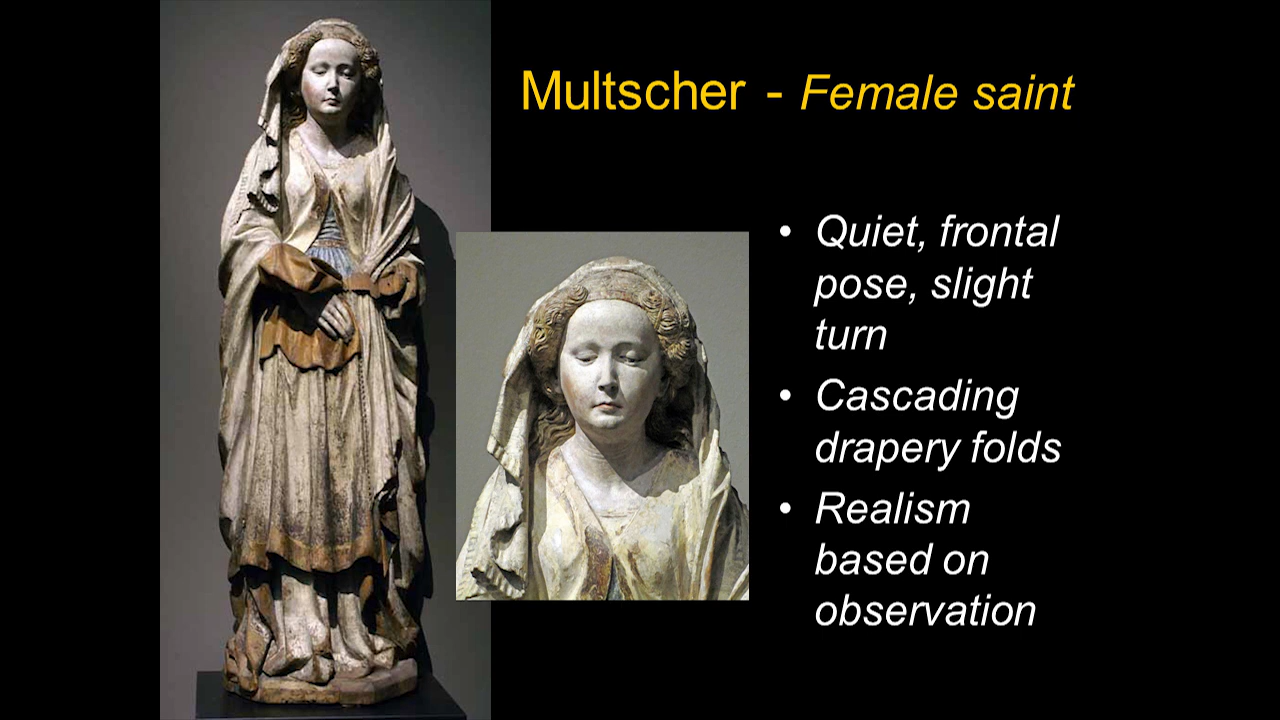 Multscher - Female saint
• Quiet, frontal
pose, slight
turn
• Cascading
drapery folds
• Realism
based on
observation